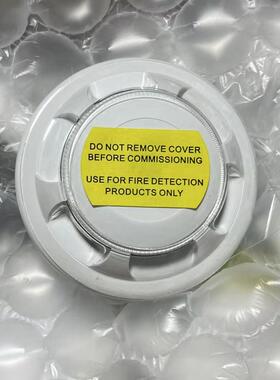 DO NOT REMOVE COVER
BEFORE COMMISSIONING
USE FOR FIRE DETECTION
PRODUCTS ONLY